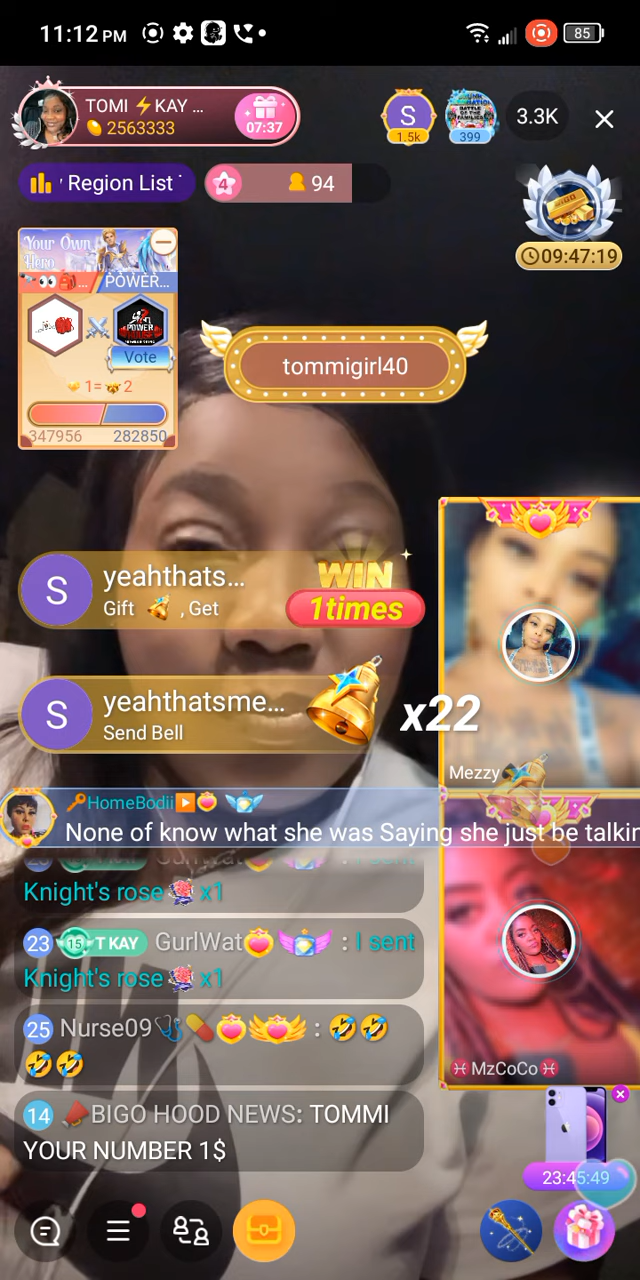 11:12 PM
85
TOMI ⚡KAY ...
2563333
07:37
S
1.5k
399
3.3K
Region List
4
94
09:47:19
Your Own
Hero
POWER...
POWER
Vote
1= 2
347956 282850
tommigirl40
S
yeahthats...
Gift 🔔 , Get
WIN
1times
S
yeahthatsme...
Send Bell
x22
Mezzy
🔑HomeBodii▶️
None of know what she was Saying she just be talkin
Knight's rose x1
23 15 T KAY GurlWat : I sent
Knight's rose x1
25 Nurse09🩺💊 : 🤣🤣
🤣🤣
14 📣BIGO HOOD NEWS: TOMMI
YOUR NUMBER 1$
♓ MzCoCo ♓
23:45:49